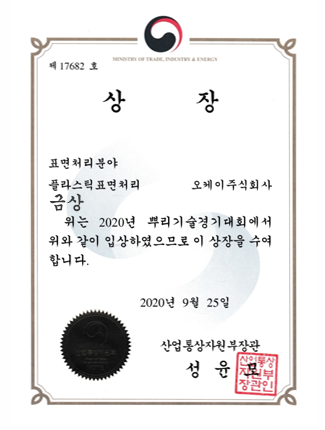 MINISTRY OF TRADE, INDUSTRY & ENERGY
제 17682 호
상 장
표면처리분야
플라스틱표면처리 오케이주식회사
금상
위는 2020년 뿌리기술경기대회에서
위와 같이 입상하였으므로 이 상장을 수여
합니다.
2020년 9월 25일
산업통상자원부장관
성 윤 모
산업통상
자원부
장관인